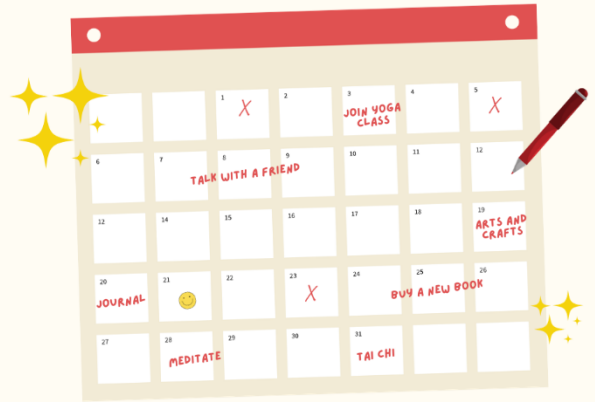 1 X 2 3 4 5 X
JOIN YOGA
CLASS
6 7 8 9 10 11 12
TALK WITH A FRIEND
12 14 15 16 17 18 19
ARTS AND
CRAFTS
20 21 22 23 24 25 26
JOURNAL X BUY A NEW BOOK
27 28 29 30 31
MEDITATE TAI CHI